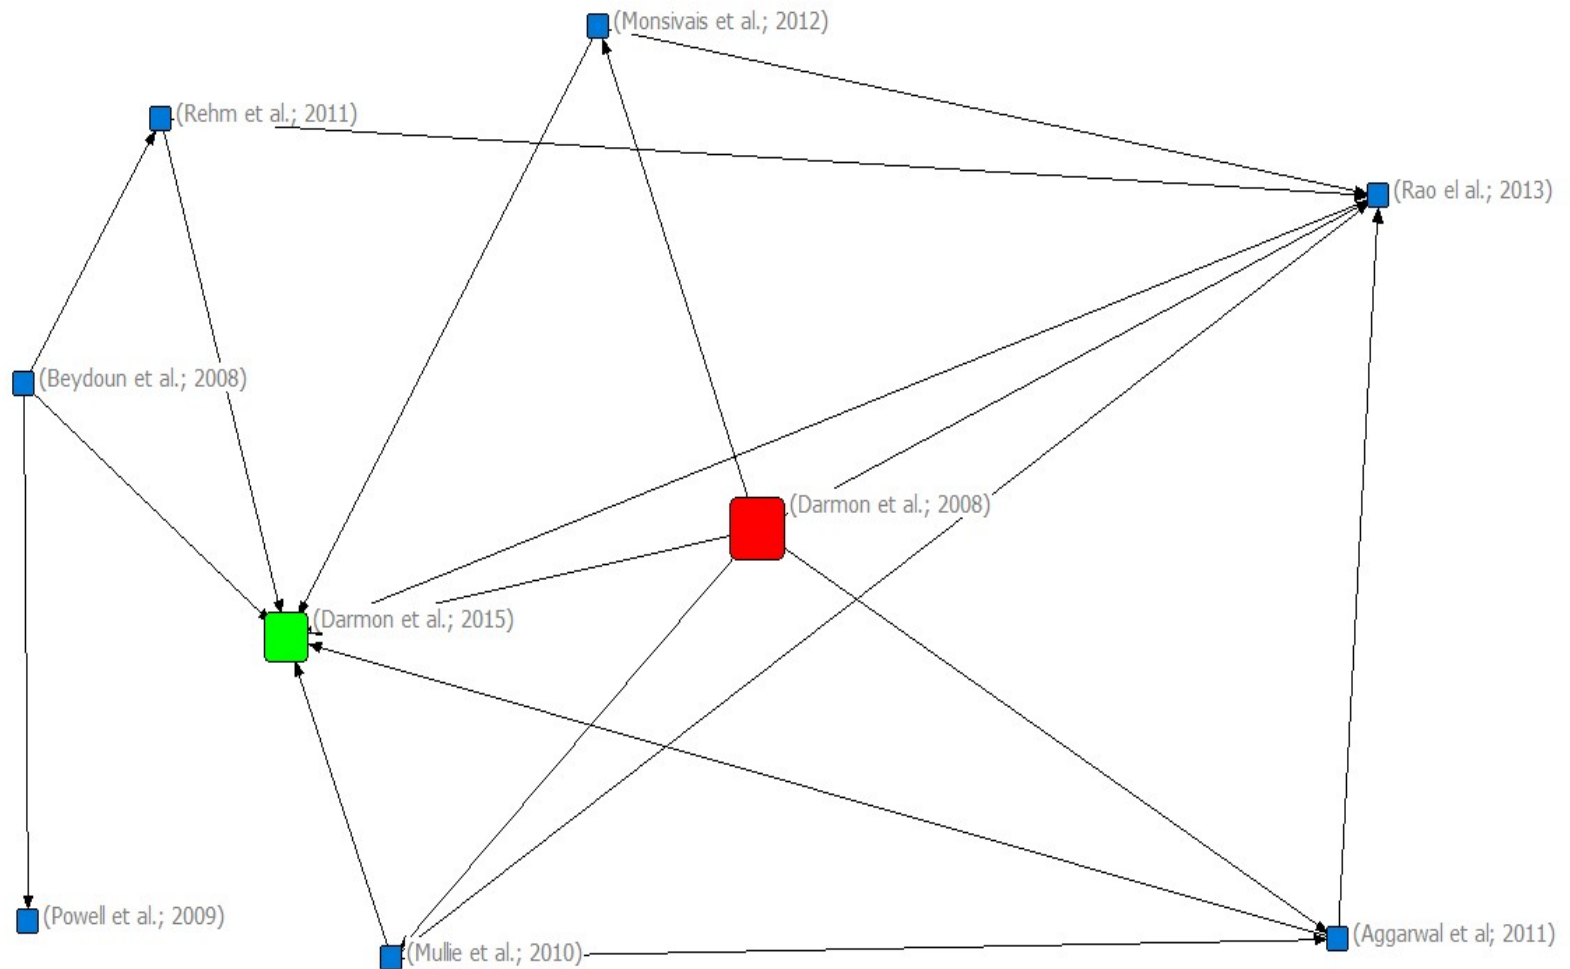 (Monsivais et al.; 2012)
(Rehm et al.; 2011)
(Rao el al.; 2013)
(Beydoun et al.; 2008)
(Darmon et al.; 2008)
(Darmon et al.; 2015)
(Powell et al.; 2009)
(Aggarwal et al; 2011)
(Mullie et al.; 2010)